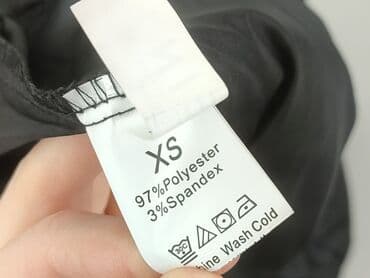 XS
97%Polyester
3%Spandex
Wash Cold